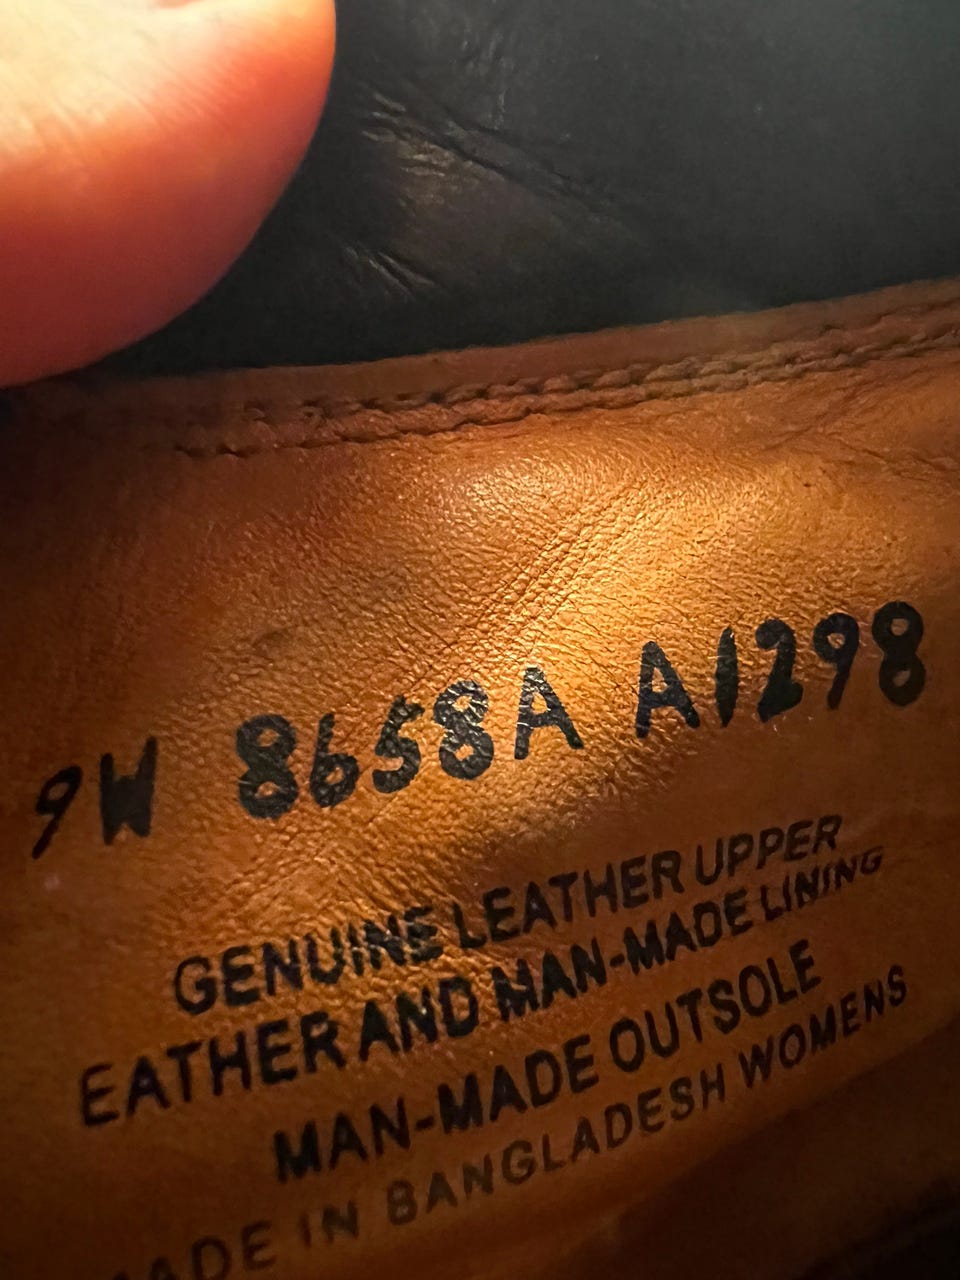 9W 8658A A1298
GENUINE LEATHER UPPER
EATHER AND MAN-MADE LINING
MAN-MADE OUTSOLE
ADE IN BANGLADESH WOMENS